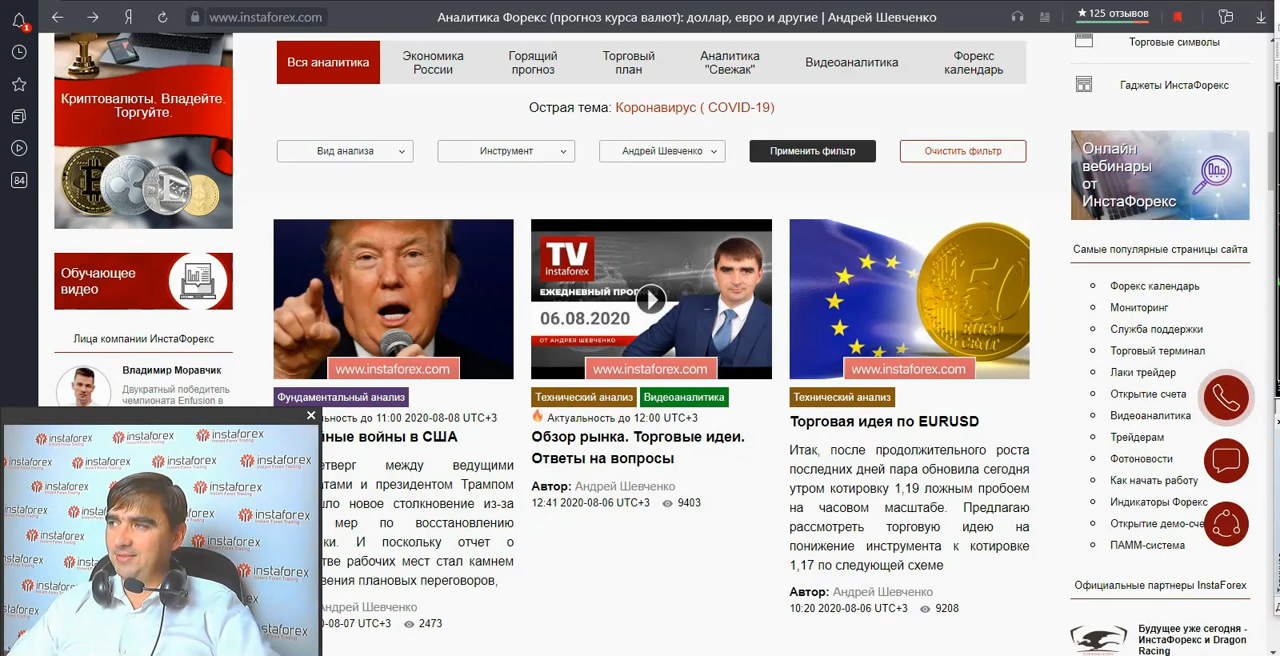 1
www.instaforex.com
Аналитика Форекс (прогноз курса валют): доллар, евро и другие | Андрей Шевченко
★ 125 отзывов
84
Криптовалюты. Владейте.
Торгуйте.
Обучающее
видео
Лица компании ИнстаФорекс
Владимир Моравчик
Двукратный победитель
чемпионата Enfusion в
Вся аналитика
Экономика
России
Горящий
прогноз
Торговый
план
Аналитика
"Свежак"
Видеоаналитика
Форекс
календарь
Острая тема: Коронавирус ( COVID-19)
Вид анализа
Инструмент
Андрей Шевченко
Применить фильтр
Очистить фильтр
www.instaforex.com
Фундаментальный анализ
ьность до 11:00 2020-08-08 UTC+3
ные войны в США
етверг между ведущими
атами и президентом Трампом
ло новое столкновение из-за
мер по восстановлению
ки. И поскольку отчет о
тве рабочих мест стал камнем
вения плановых переговоров,
Андрей Шевченко
08-07 UTC+3 2473
TV
instaforex
ЕЖЕДНЕВНЫЙ ПРОГ
06.08.2020
ОТ АНДРЕЯ ШЕВЧЕНКО
www.instaforex.com
Технический анализ Видеоаналитика
Актуальность до 12:00 UTC+3
Обзор рынка. Торговые идеи.
Ответы на вопросы
Автор: Андрей Шевченко
12:41 2020-08-06 UTC+3 9403
50
www.instaforex.com
Технический анализ
Торговая идея по EURUSD
Итак, после продолжительного роста
последних дней пара обновила сегодня
утром котировку 1,19 ложным пробоем
на часовом масштабе. Предлагаю
рассмотреть торговую идею на
понижение инструмента к котировке
1,17 по следующей схеме
Автор: Андрей Шевченко
10:20 2020-08-06 UTC+3 9208
Торговые символы
Гаджеты ИнстаФорекс
Онлайн
вебинары
от
ИнстаФорекс
Самые популярные страницы сайта
Форекс календарь
Мониторинг
Служба поддержки
Торговый терминал
Лаки трейдер
Открытие счета
Видеоаналитика
Трейдерам
Фотоновости
Как начать работу
Индикаторы Форекс
Открытие демо-сче
ПАММ-система
Официальные партнеры InstaForex
Будущее уже сегодня -
ИнстаФорекс и Dragon
Racing
instaforex
Instant Forex Trading